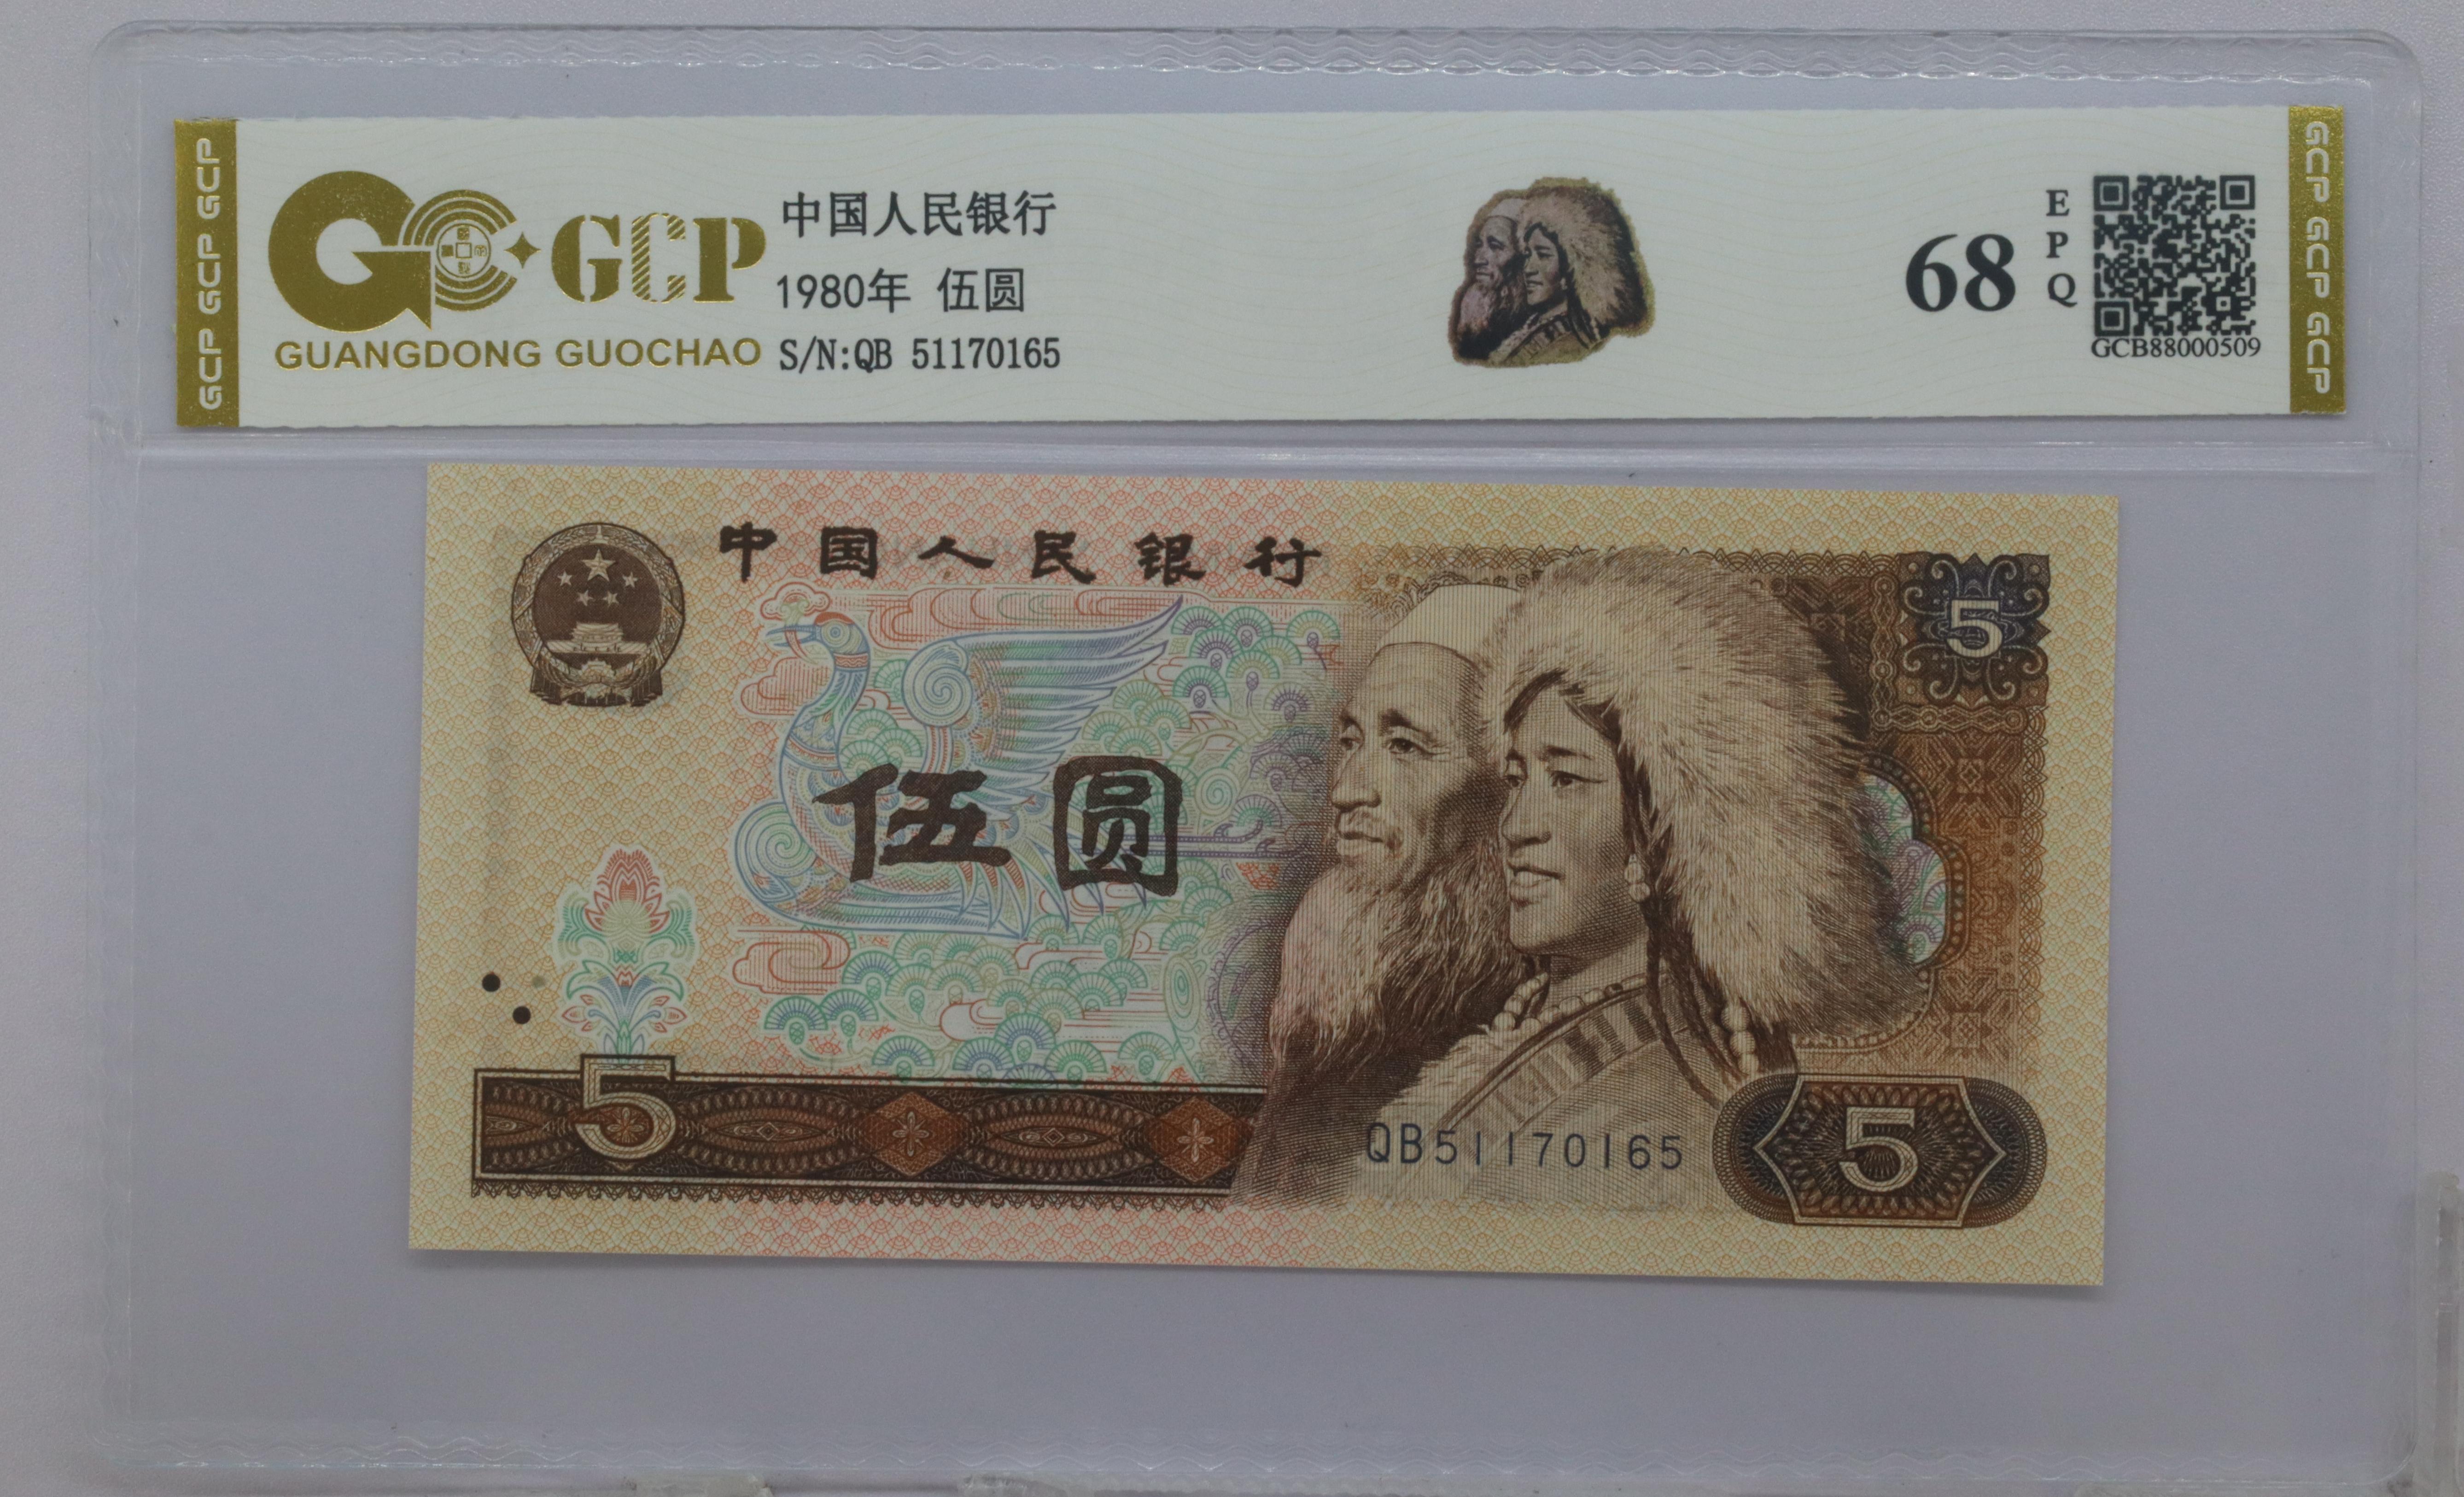 GCP GCP GCP
GCP
GUANGDONG GUOCHAO
中国人民银行
1980年 伍圆
S/N:QB 51170165
68
EPQ
GCB88000509
GCP GCP GCP
中国人民银行
5
伍圆
5
QB51170165
5